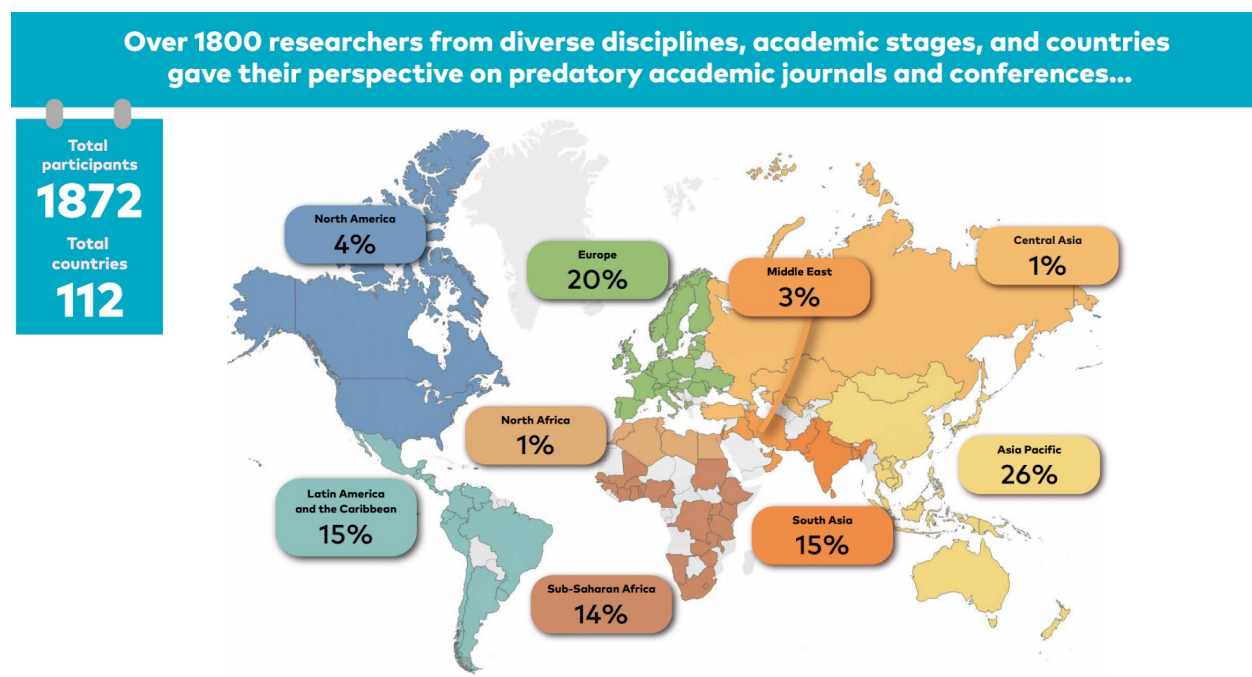 Over 1800 researchers from diverse disciplines, academic stages, and countries
gave their perspective on predatory academic journals and conferences...
Total
participants
1872
Total
countries
112
North America
4%
Europe
20%
Middle East
3%
Central Asia
1%
North Africa
1%
Asia Pacific
26%
Latin America
and the Caribbean
15%
South Asia
15%
Sub-Saharan Africa
14%